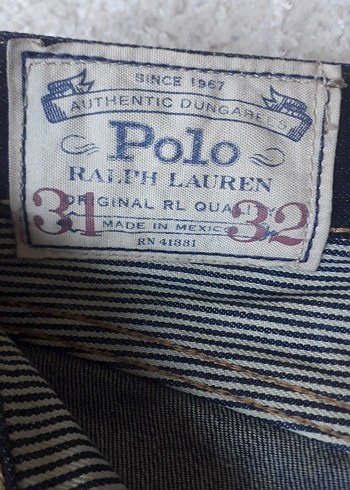 SINCE 1967
AUTHENTIC DUNGAREES
Polo
RALPH LAUREN
ORIGINAL RL QUALITY
31 MADE IN MEXICO 32
RN 41381